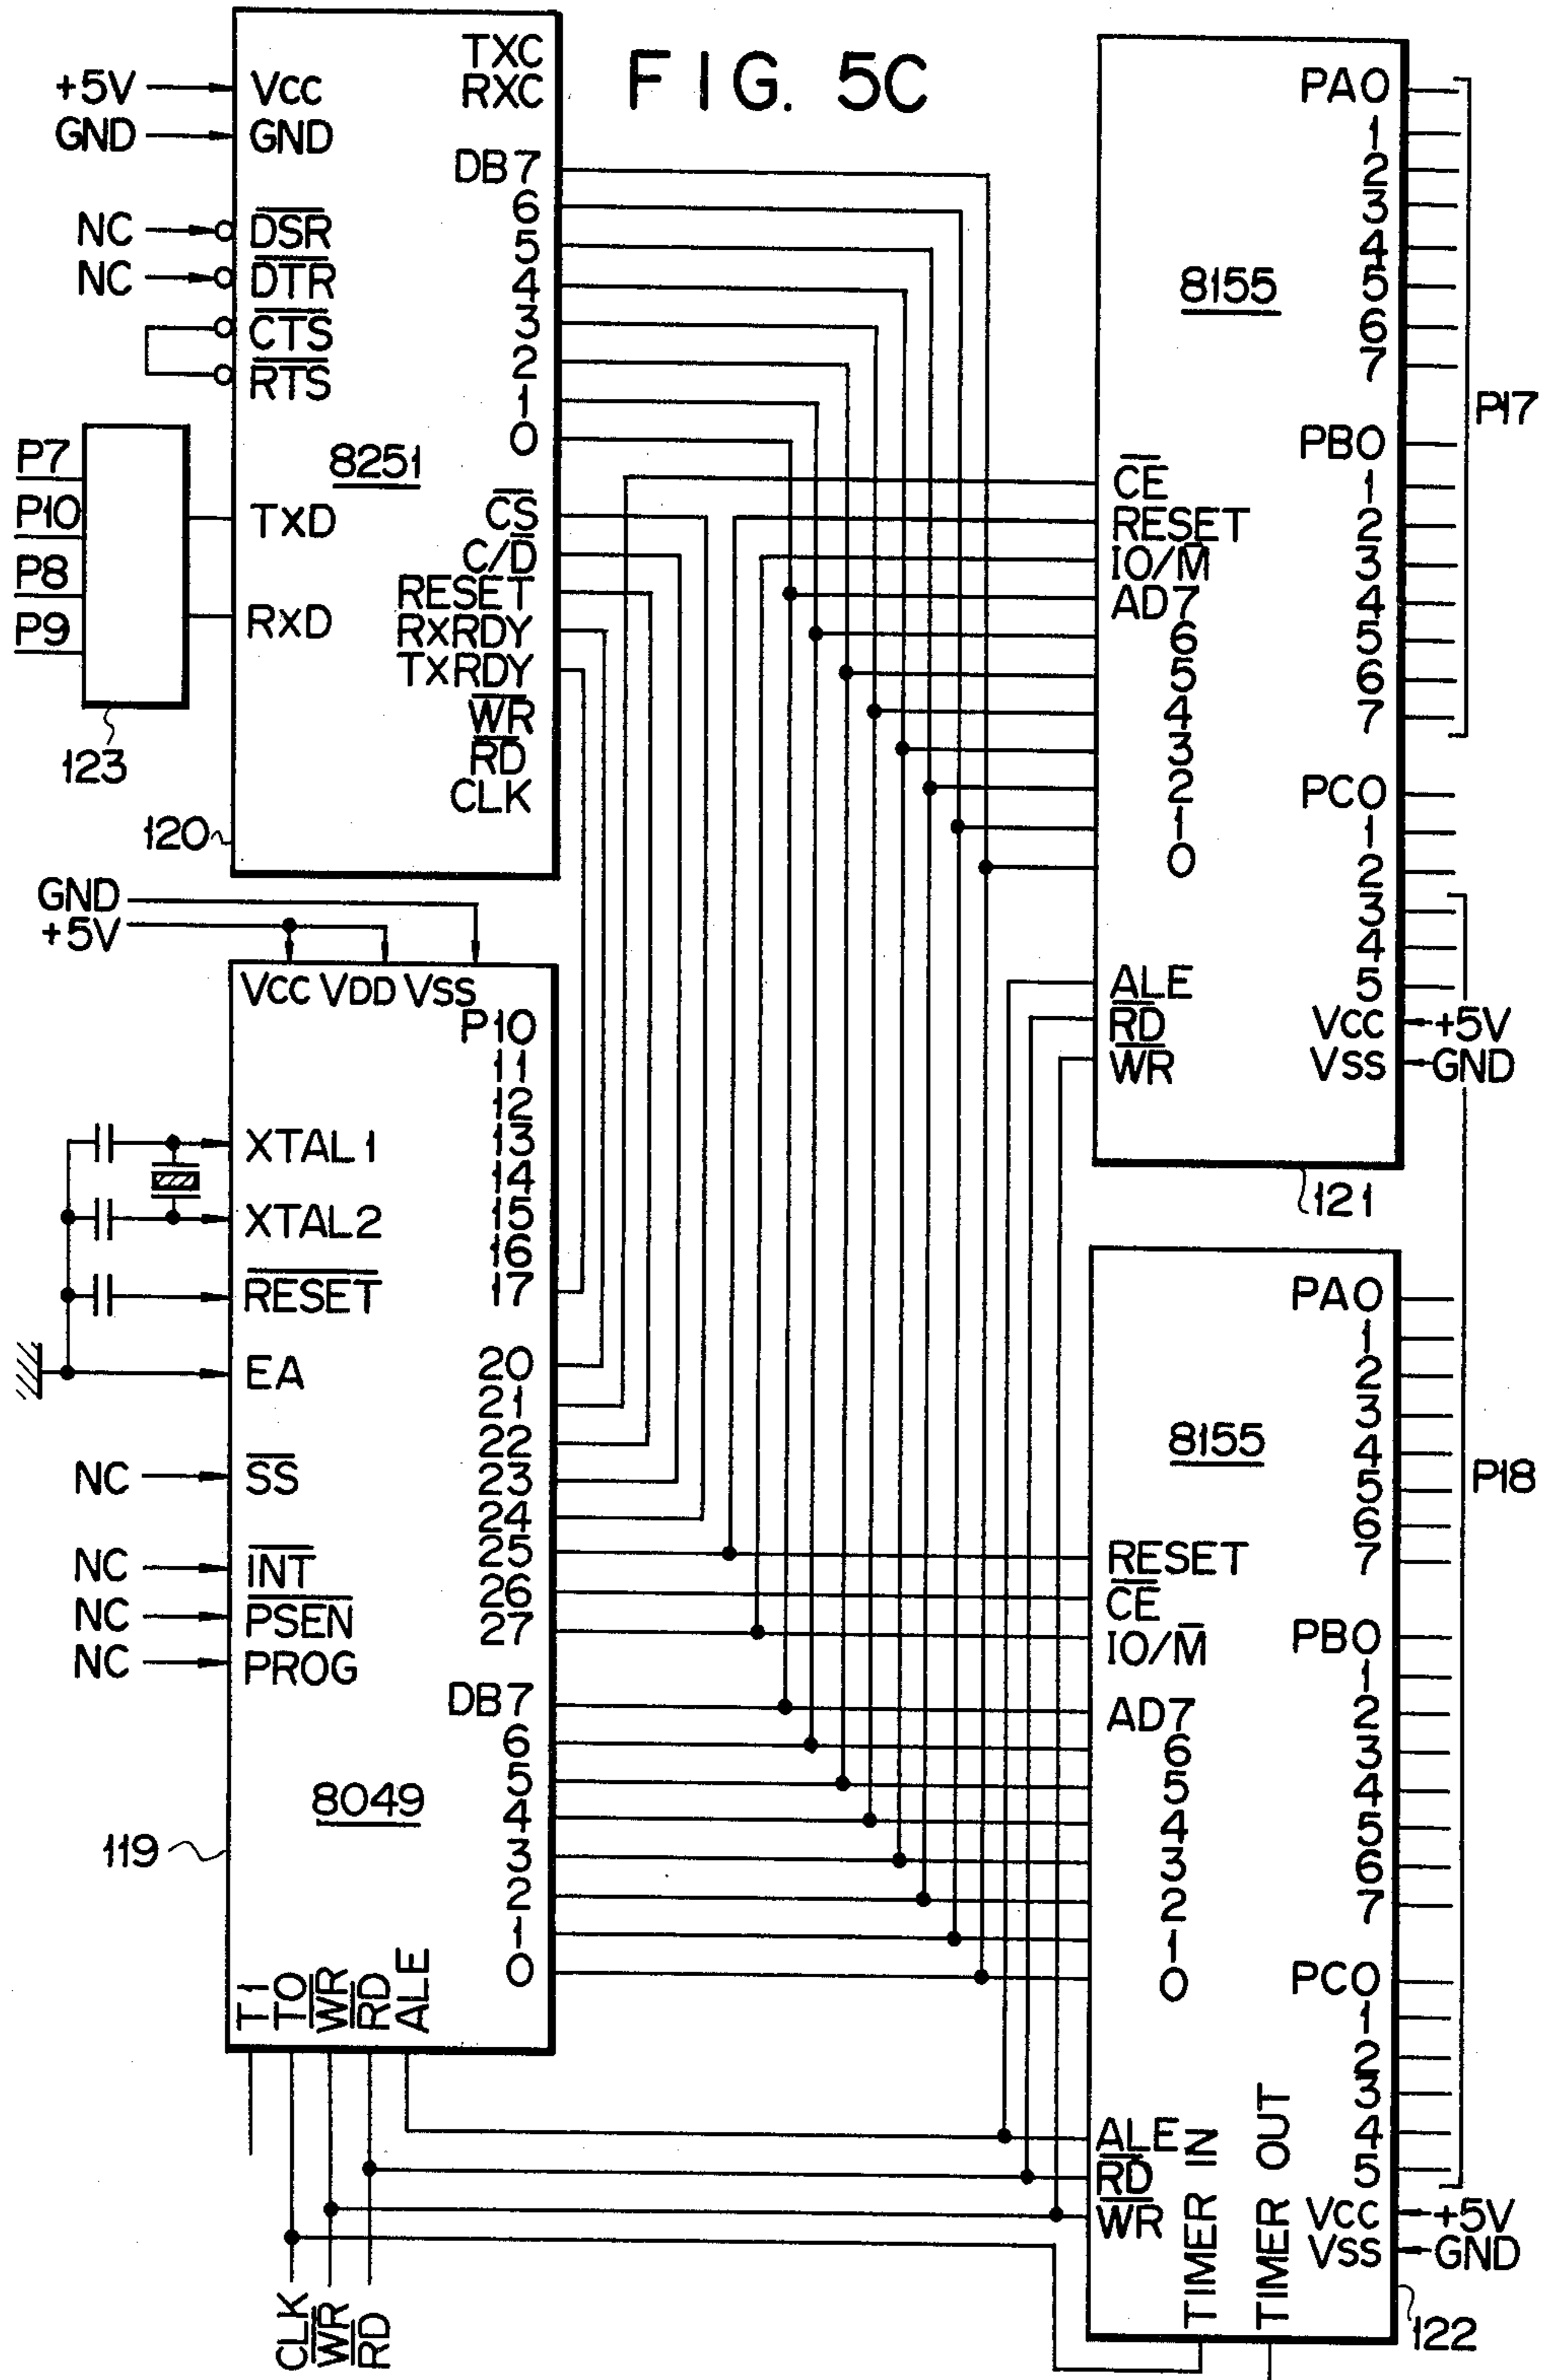 FIG. 5C
+5V
GND
NC
NC
VCC
GND
DSR
DTR
CTS
RTS
TXC
RXC
DB7
6
5
4
3
2
1
0
8251
P7
P10
P8
P9
123
TXD
RXD
CS
C/D
RESET
RXRDY
TXRDY
WR
RD
CLK
120
8155
PA0
1
2
3
4
5
6
7
P17
PB0
1
2
3
4
5
6
7
PC0
1
2
3
4
5
VCC
+5V
VSS
GND
CE
RESET
IO/M̅
AD7
6
5
4
3
2
1
0
ALE
RD
WR
121
GND
+5V
VCC VDD VSS
P10
11
12
13
14
15
16
17
XTAL1
XTAL2
RESET
EA
NC
SS
NC
INT
NC
PSEN
NC
PROG
20
21
22
23
24
25
26
27
DB7
6
5
4
3
2
1
0
8049
119
T1
T0
WR
RD
ALE
CLK
WR
RD
8155
RESET
CE
IO/M̅
AD7
6
5
4
3
2
1
0
ALE
RD
WR
TIMER IN
TIMER OUT
PA0
1
2
3
4
5
6
7
P18
PB0
1
2
3
4
5
6
7
PC0
1
2
3
4
5
VCC
+5V
VSS
GND
122